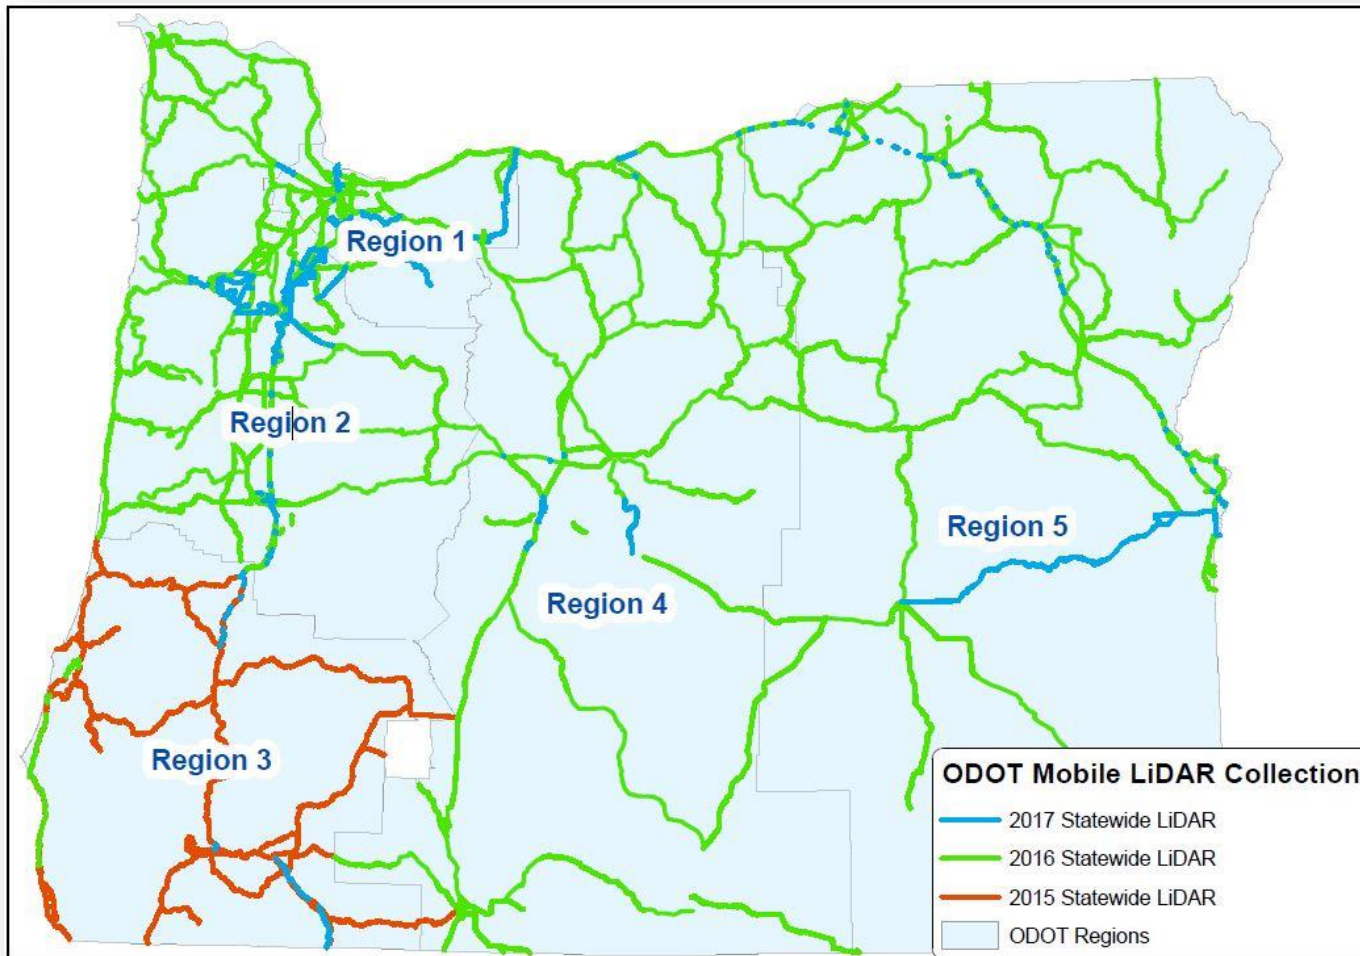 Region 1
Region 2
Region 5
Region 4
Region 3
ODOT Mobile LiDAR Collection
2017 Statewide LiDAR
2016 Statewide LiDAR
2015 Statewide LiDAR
ODOT Regions